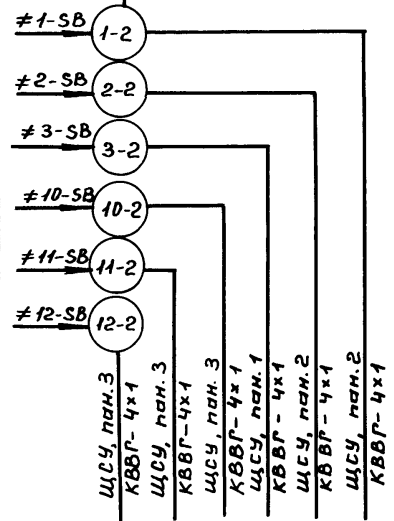 ≠1-SB
1-2
≠2-SB
2-2
≠3-SB
3-2
≠10-SB
10-2
≠11-SB
11-2
≠12-SB
12-2
ЩСУ, пан. 3
КВВГ- 4х1
ЩСУ, пан. 3
КВВГ-4х1
ЩСУ, пан. 3
КВВГ-4х1
ЩСУ, пан. 1
КВВГ- 4х1
ЩСУ, пан. 2
КВВГ- 4х1
ЩСУ, пан. 2
КВВГ- 4х1